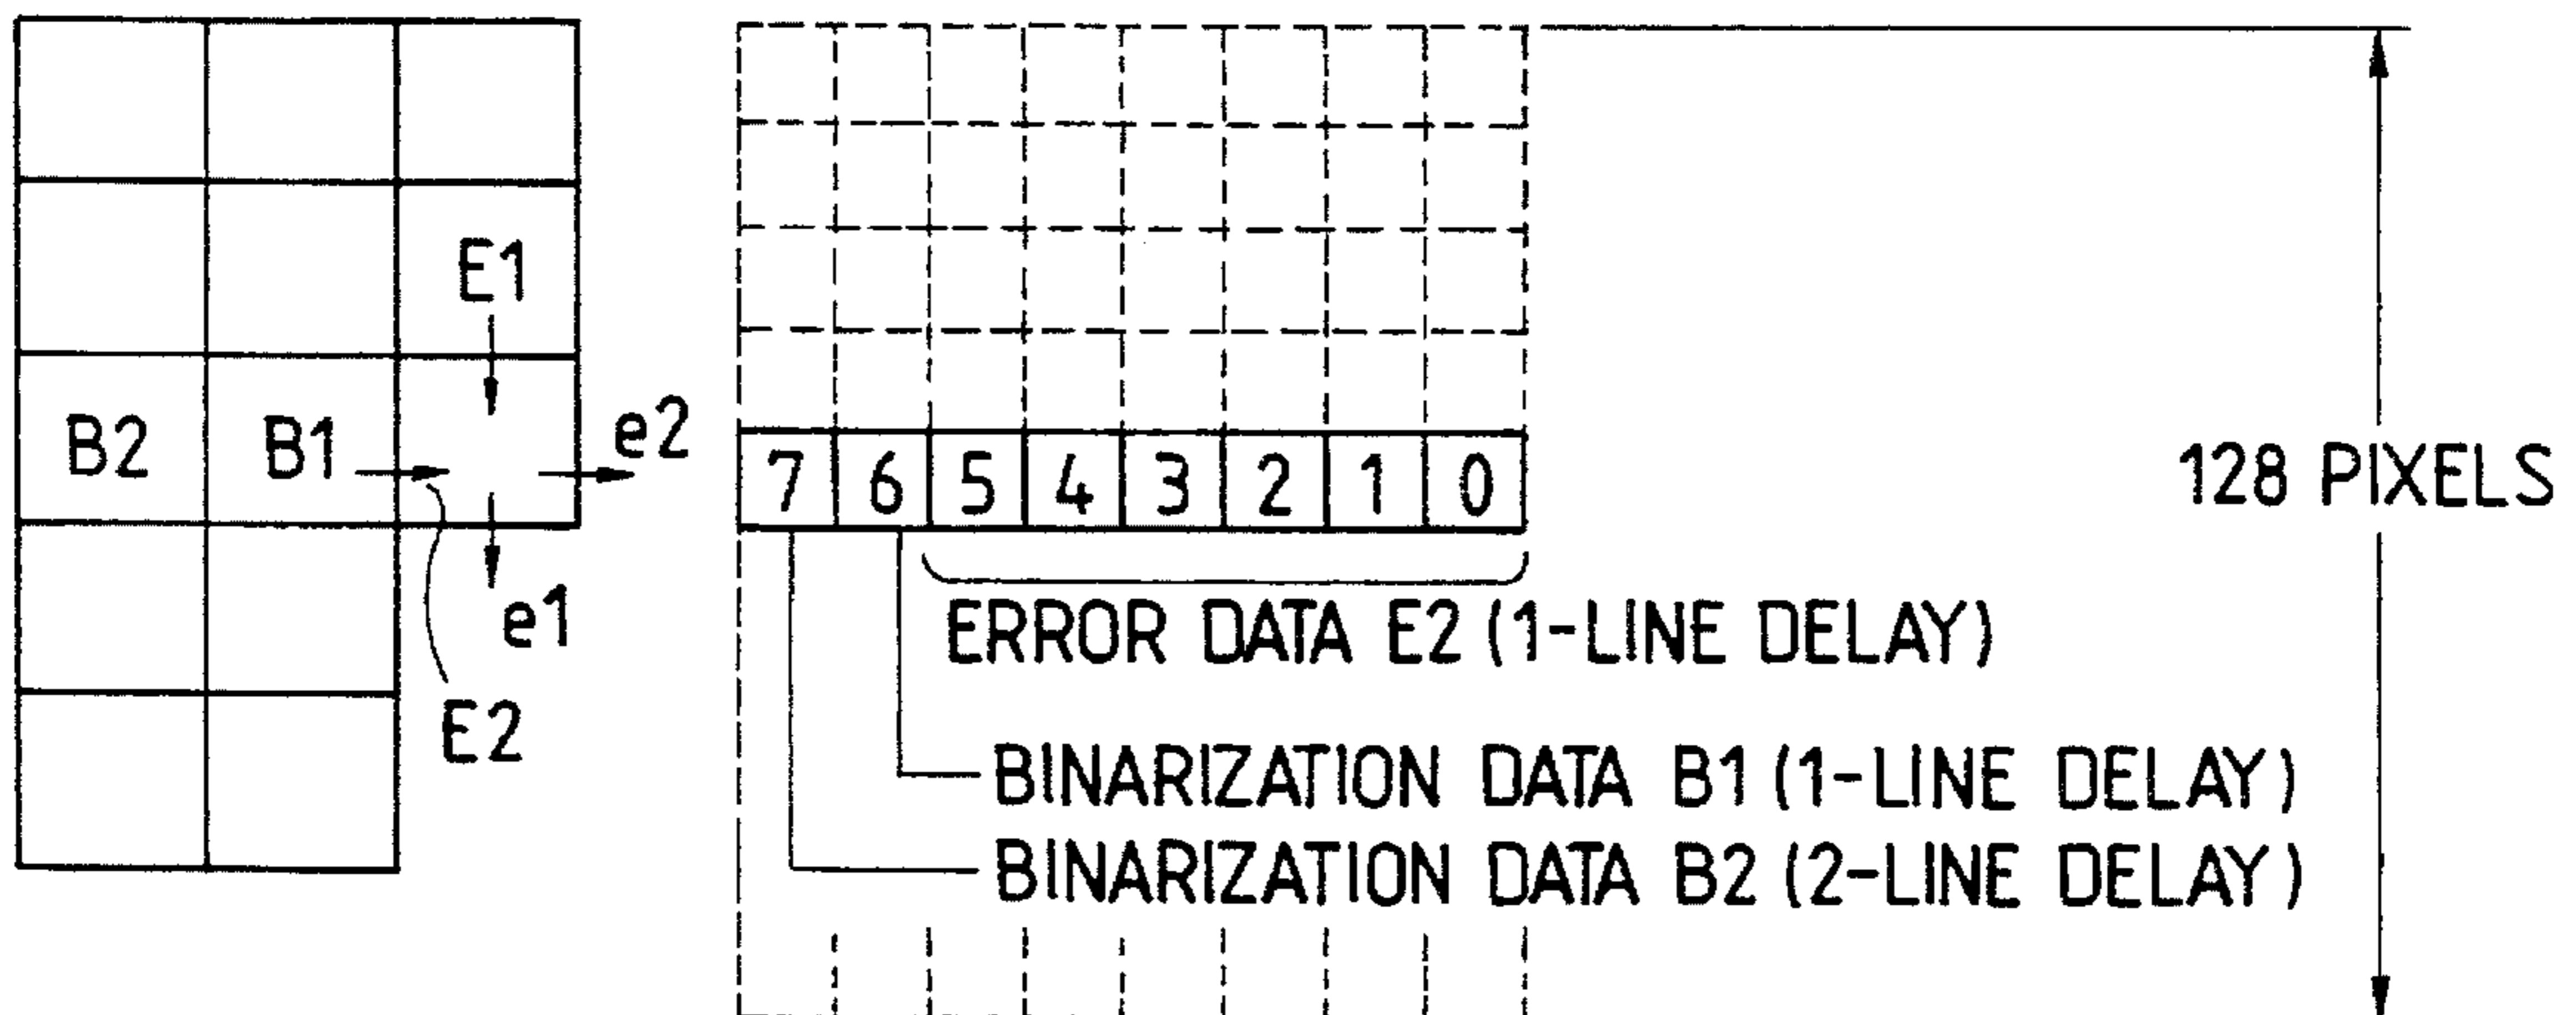 E1
B2 B1 e2
e1
E2
7 6 5 4 3 2 1 0
128 PIXELS
ERROR DATA E2 (1-LINE DELAY)
BINARIZATION DATA B1 (1-LINE DELAY)
BINARIZATION DATA B2 (2-LINE DELAY)